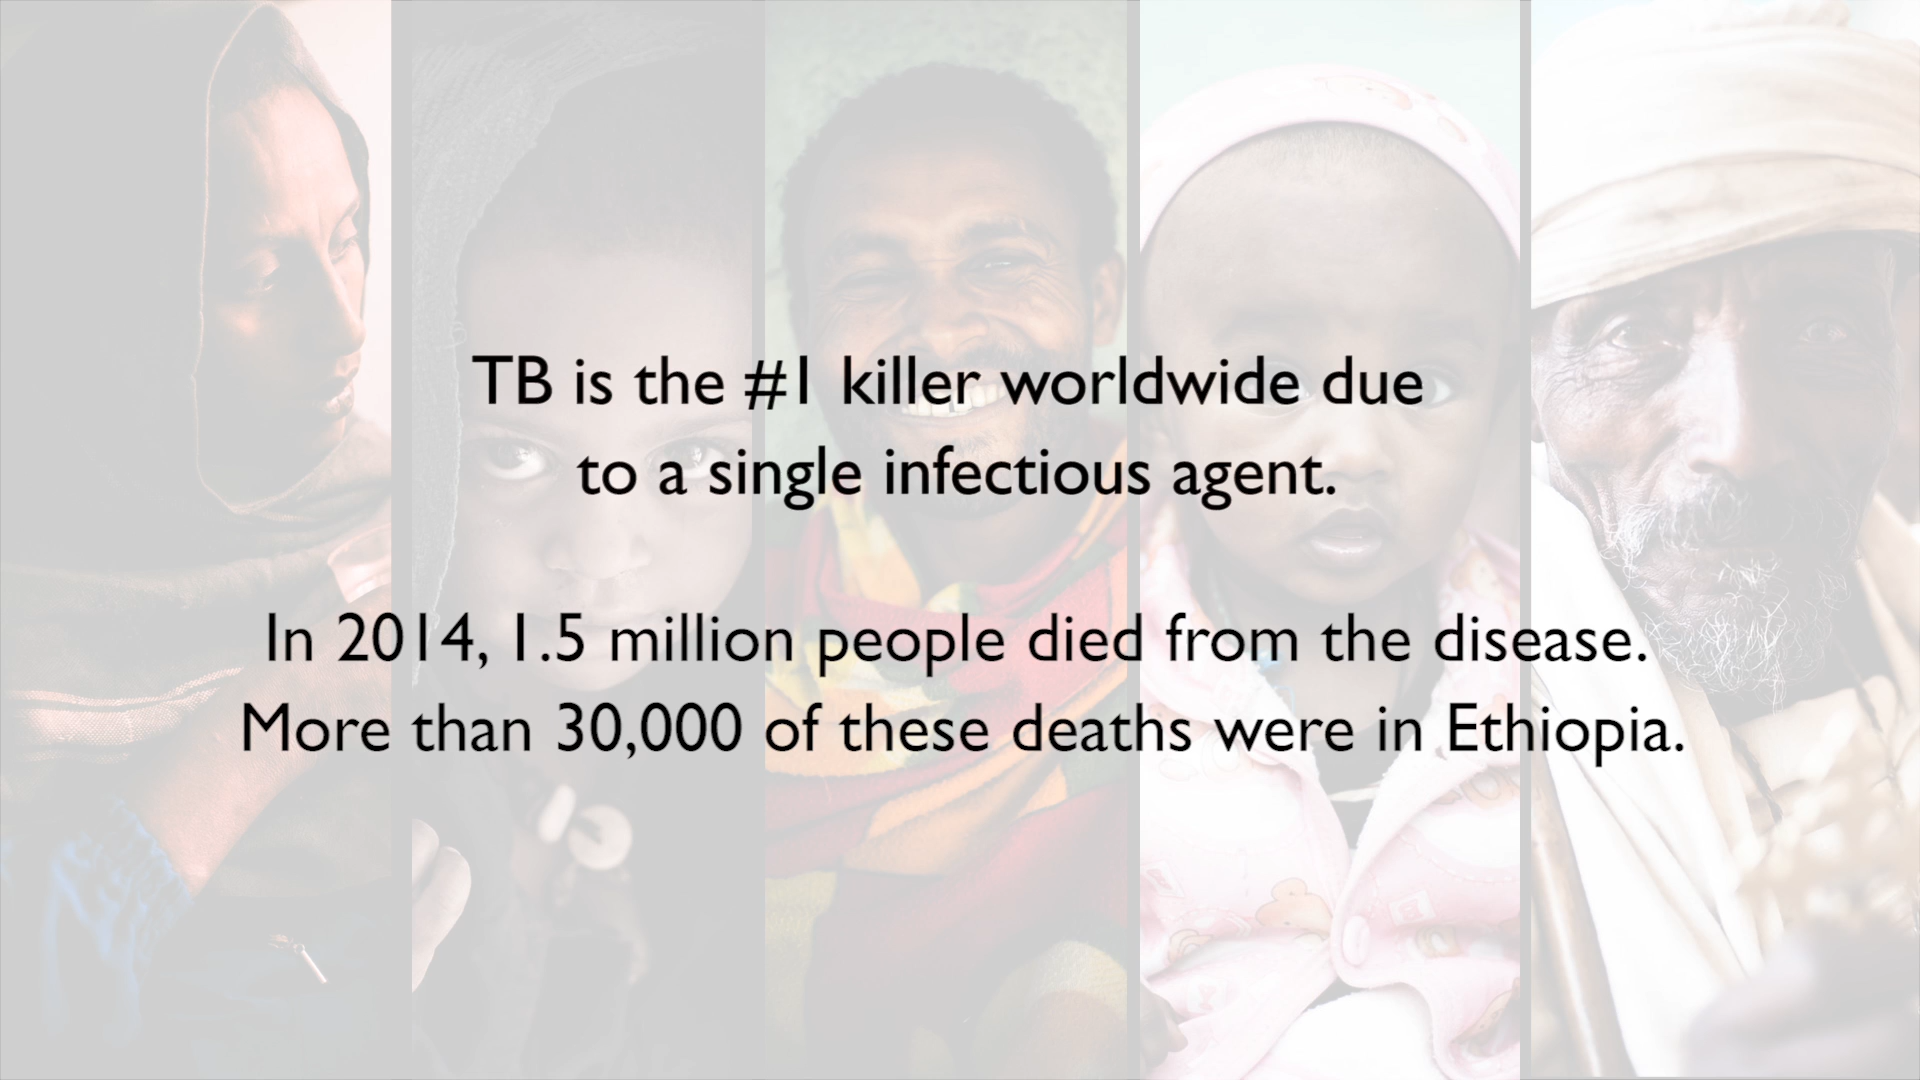 TB is the #1 killer worldwide due
to a single infectious agent.
In 2014, 1.5 million people died from the disease.
More than 30,000 of these deaths were in Ethiopia.